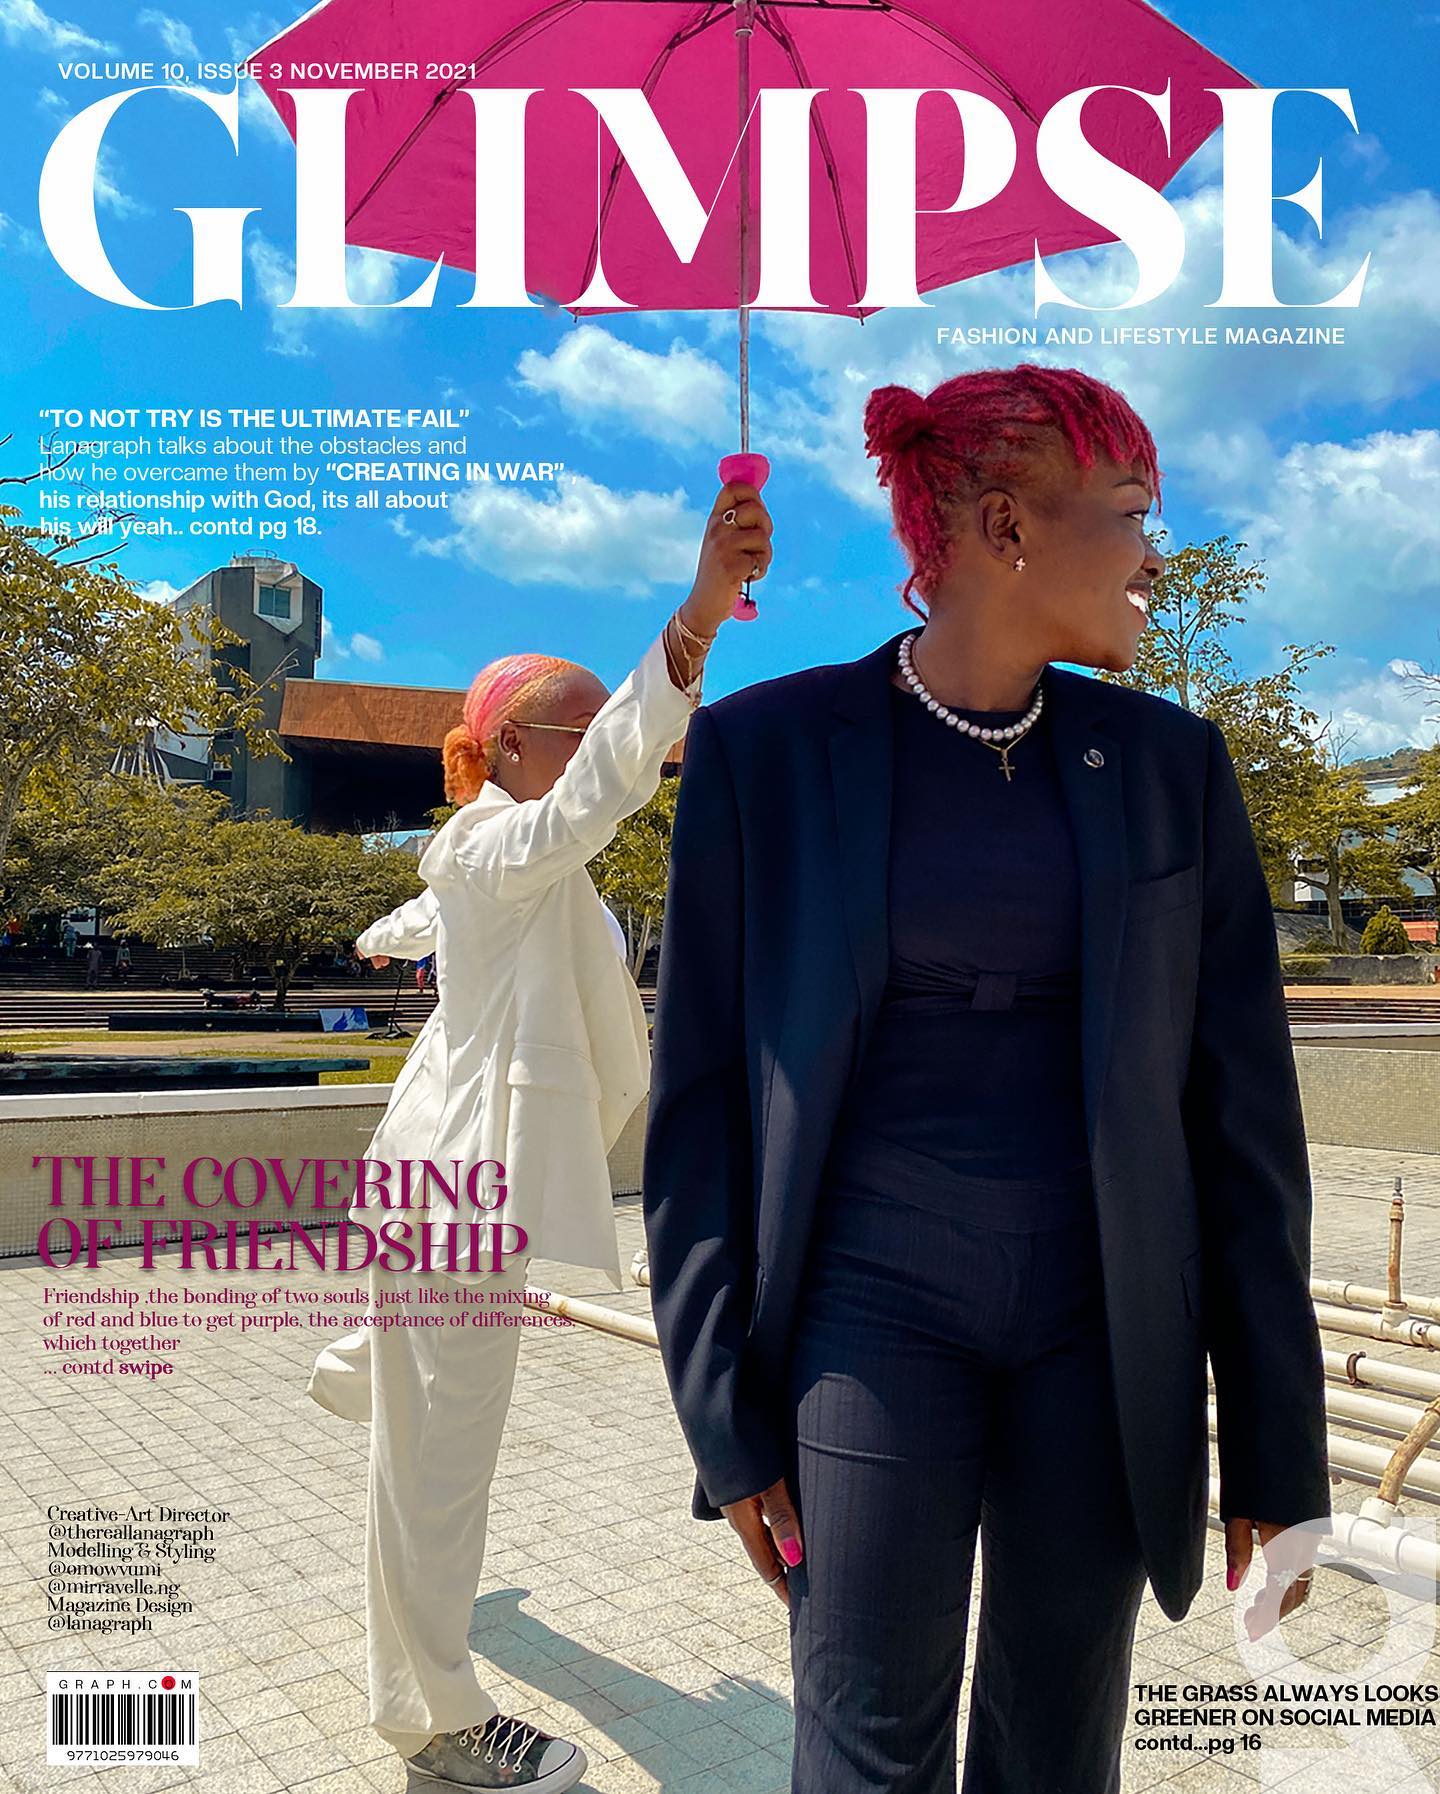 VOLUME 10, ISSUE 3 NOVEMBER 2021
GLIMPSE
FASHION AND LIFESTYLE MAGAZINE
“TO NOT TRY IS THE ULTIMATE FAIL”
Lanagraph talks about the obstacles and
how he overcame them by “CREATING IN WAR” ,
his relationship with God, its all about
his will yeah.. contd pg 18.
THE COVERING
OF FRIENDSHIP
Friendship ,the bonding of two souls ,just like the mixing
of red and blue to get purple, the acceptance of differences,
which together
... contd swipe
Creative-Art Director
@thereallanagraph
Modelling & Styling
@omowvumi
@mirravelle.ng
Magazine Design
@lanagraph
GRAPH.COM
9771025979046
THE GRASS ALWAYS LOOKS
GREENER ON SOCIAL MEDIA
contd...pg 16